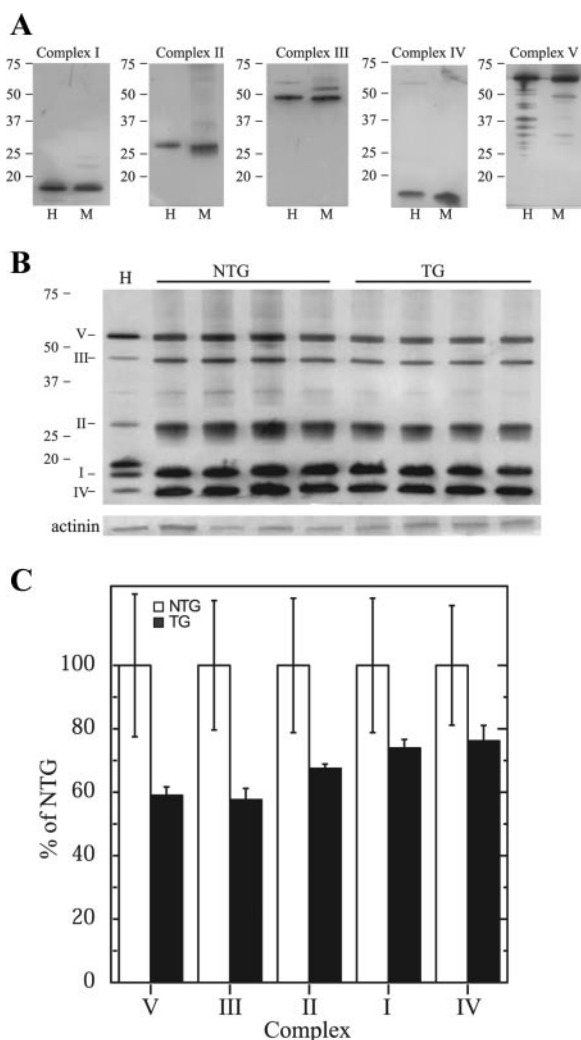 A
Complex I Complex II Complex III Complex IV Complex V
75 75 75 75 75
50 50 50 50 50
37 37 37 37 37
25 25 25 25 25
20 20 20 20 20
H M H M H M H M H M
B
H NTG TG
75
V
50
III
37
II
25
20
I
IV
actinin
C
NTG
TG
100
80
60
40
20
0
% of NTG
V III II I IV
Complex